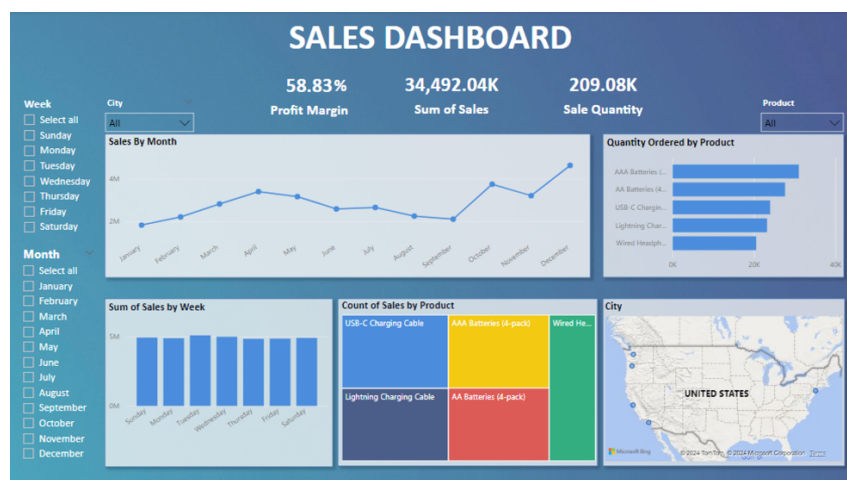 SALES DASHBOARD
58.83%
34,492.04K
209.08K
Profit Margin
Sum of Sales
Sale Quantity
Week
Select all
Sunday
Monday
Tuesday
Wednesday
Thursday
Friday
Saturday
City
All
Product
All
Month
Select all
January
February
March
April
May
June
July
August
September
October
November
December
Sales By Month
4M
2M
January
February
March
April
May
June
July
August
September
October
November
December
Quantity Ordered by Product
AAA Batteries (...
AA Batteries (4...
USB-C Chargin...
Lightning Char...
Wired Headph...
0K
20K
40K
Sum of Sales by Week
5M
0M
Sunday
Monday
Tuesday
Wednesday
Thursday
Friday
Saturday
Count of Sales by Product
USB-C Charging Cable
AAA Batteries (4-pack)
Wired He...
Lightning Charging Cable
AA Batteries (4-pack)
City
UNITED STATES
Microsoft Bing
© 2024 TomTom, © 2024 Microsoft Corporation Terms